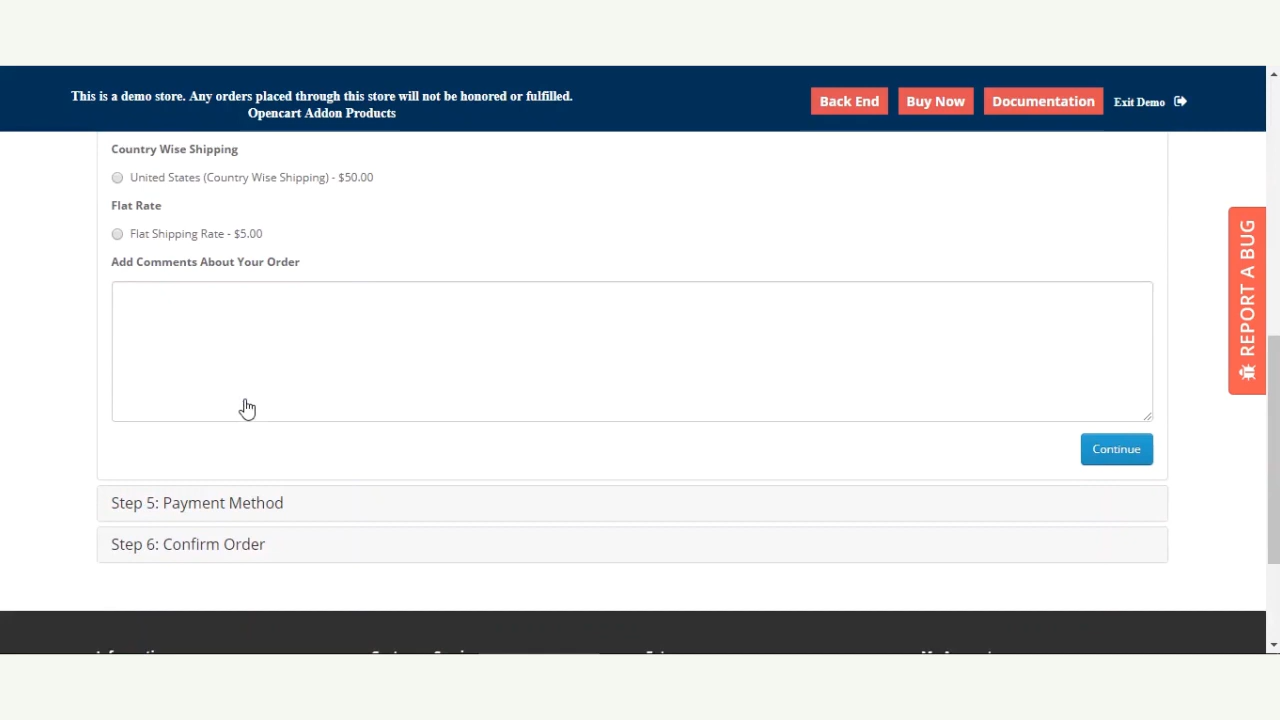 This is a demo store. Any orders placed through this store will not be honored or fulfilled.
Opencart Addon Products
Back End
Buy Now
Documentation
Exit Demo
Country Wise Shipping
United States (Country Wise Shipping) - $50.00
Flat Rate
Flat Shipping Rate - $5.00
Add Comments About Your Order
REPORT A BUG
Continue
Step 5: Payment Method
Step 6: Confirm Order